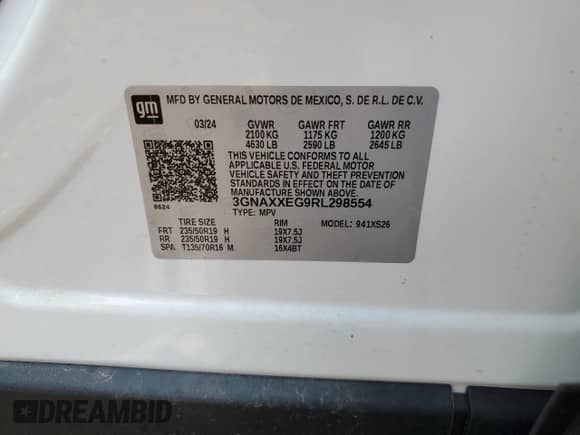 gm
MFD BY GENERAL MOTORS DE MEXICO, S. DE R.L. DE C.V.
03/24 GVWR GAWR FRT GAWR RR
2100 KG 1175 KG 1200 KG
4630 LB 2590 LB 2645 LB
THIS VEHICLE CONFORMS TO ALL
APPLICABLE U.S. FEDERAL MOTOR
VEHICLE SAFETY AND THEFT PREVENTION
STANDARDS IN EFFECT ON THE DATE OF
MANUFACTURE SHOWN ABOVE.
3GNAXXEG9RL298554
8624
TYPE: MPV
TIRE SIZE RIM MODEL: 941XS26
FRT 235/50R19 H 19X7.5J
RR 235/50R19 H 19X7.5J
SPA T135/70R16 M 16X4BT
DREAMBID